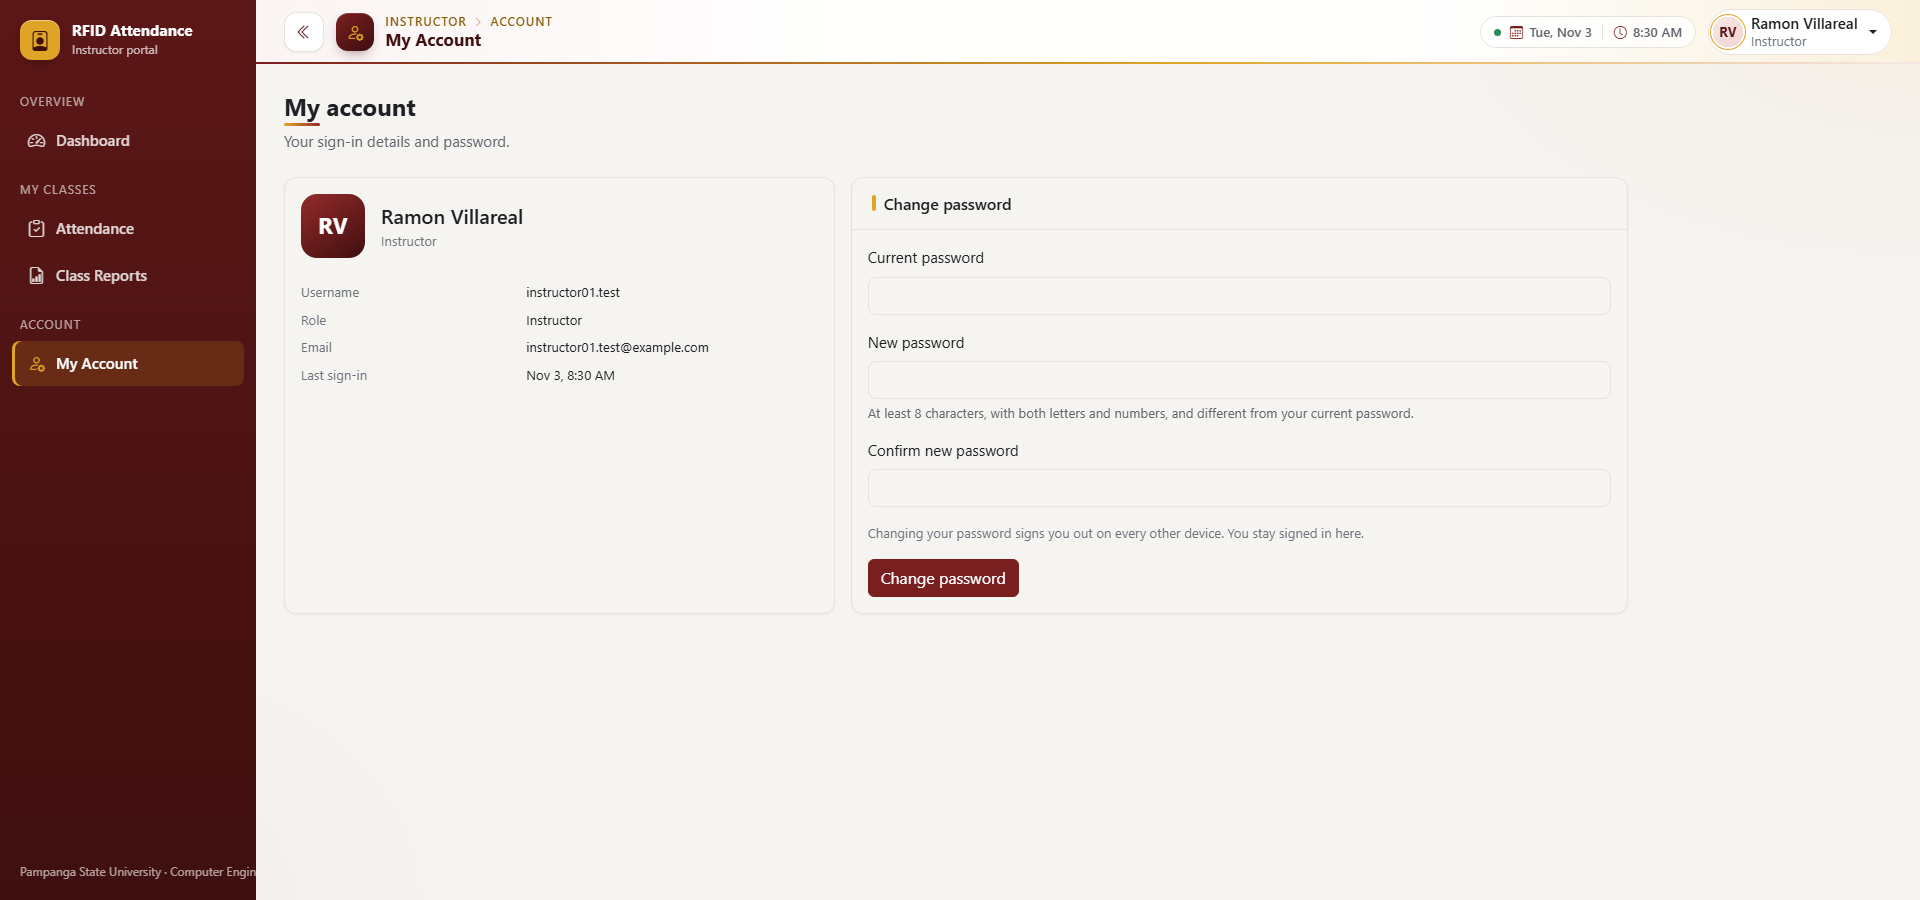 RFID Attendance
Instructor portal
OVERVIEW
Dashboard
MY CLASSES
Attendance
Class Reports
ACCOUNT
My Account
Pampanga State University · Computer Engin
INSTRUCTOR > ACCOUNT
My Account
Tue, Nov 3
8:30 AM
RV
Ramon Villareal
Instructor
My account
Your sign-in details and password.
RV
Ramon Villareal
Instructor
Username instructor01.test
Role Instructor
Email instructor01.test@example.com
Last sign-in Nov 3, 8:30 AM
Change password
Current password
New password
At least 8 characters, with both letters and numbers, and different from your current password.
Confirm new password
Changing your password signs you out on every other device. You stay signed in here.
Change password